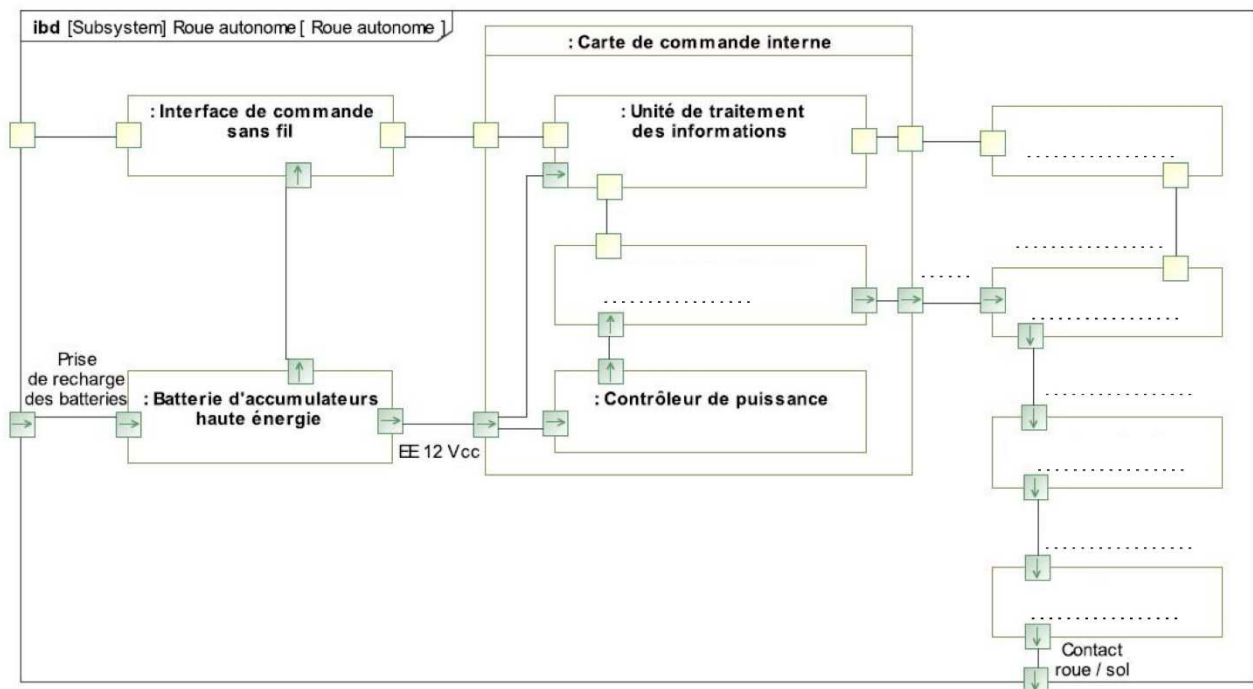 ibd [Subsystem] Roue autonome [ Roue autonome ]
: Carte de commande interne
: Interface de commande
sans fil
: Unité de traitement
des informations
Prise
de recharge
des batteries
: Batterie d'accumulateurs
haute énergie
EE 12 Vcc
: Contrôleur de puissance
Contact
roue / sol